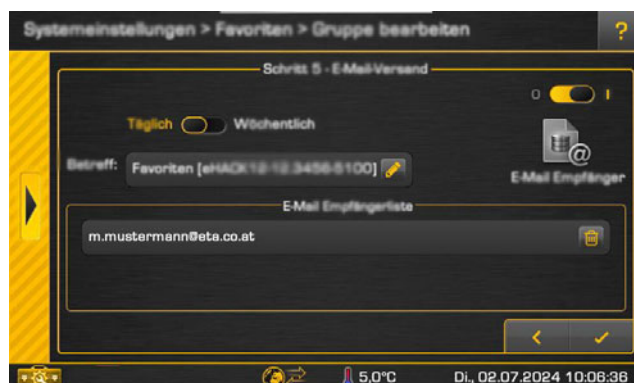 Systemeinstellungen > Favoriten > Gruppe bearbeiten ?
Schritt 5 - E-Mail-Versand
0 I
Täglich Wöchentlich
Betreff: Favoriten [
E-Mail Empfänger
E-Mail Empfängerliste
m.mustermann@eta.co.at
5,0°C Di., 02.07.2024 10:06:36